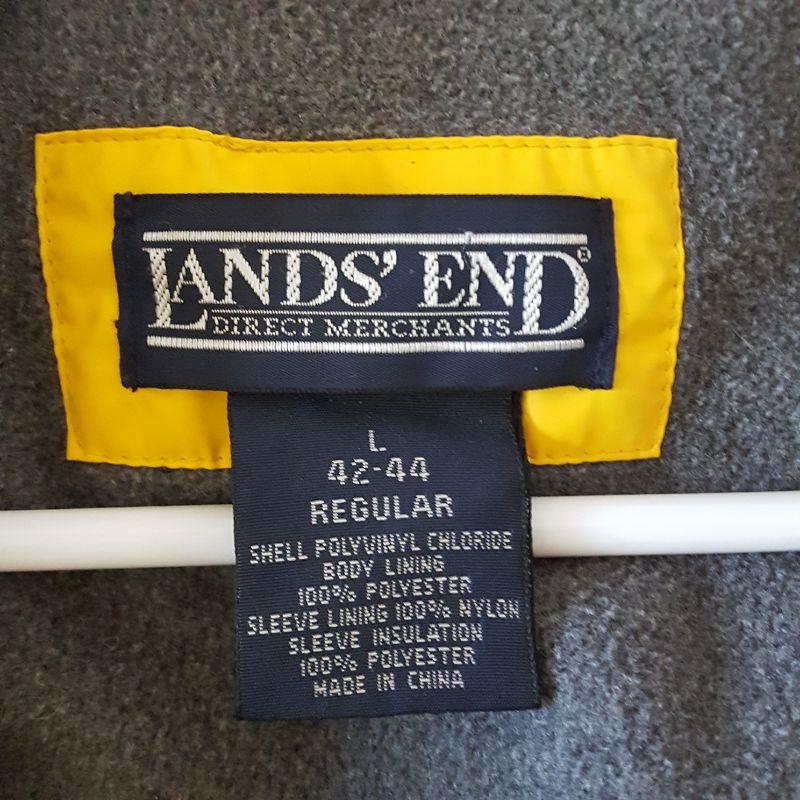 LANDS' END®
DIRECT MERCHANTS
L
42-44
REGULAR
SHELL POLYVINYL CHLORIDE
BODY LINING
100% POLYESTER
SLEEVE LINING 100% NYLON
SLEEVE INSULATION
100% POLYESTER
MADE IN CHINA